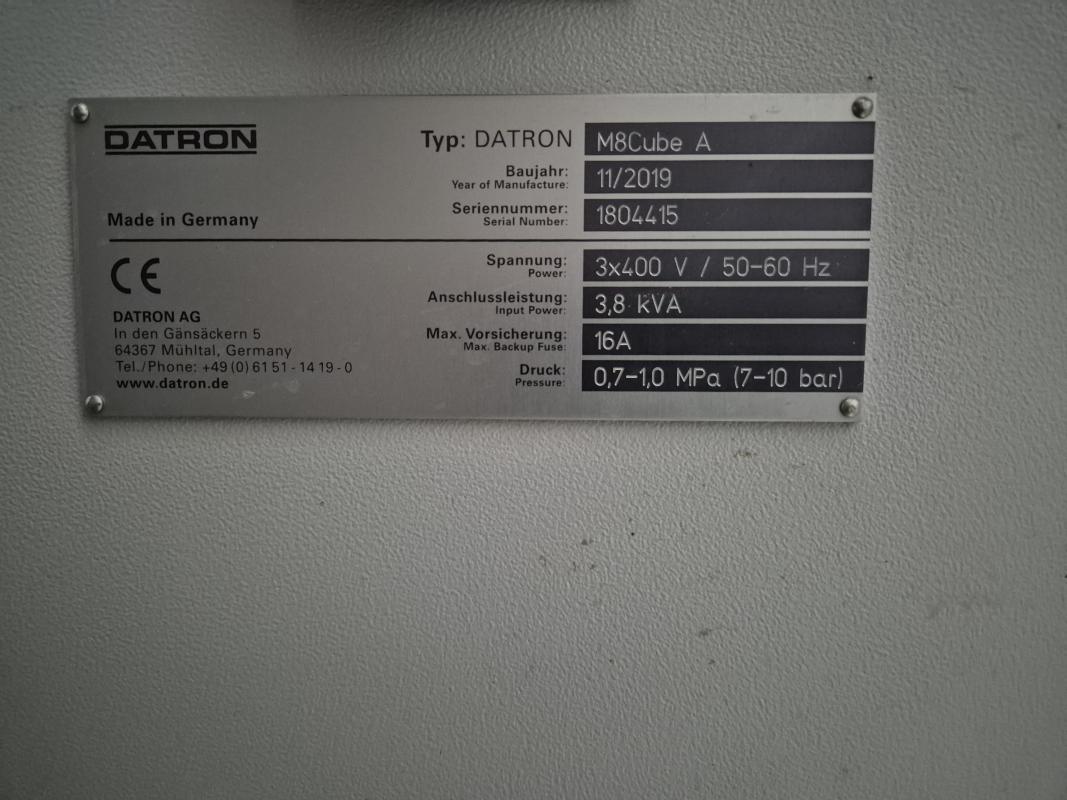 DATRON
Typ: DATRON M8Cube A
Baujahr: 11/2019
Year of Manufacture:
Made in Germany
Seriennummer: 1804415
Serial Number:
CE
Spannung: 3x400 V / 50-60 Hz
Power:
Anschlussleistung: 3,8 kVA
Input Power:
Max. Vorsicherung: 16A
Max. Backup Fuse:
Druck: 0,7-1,0 MPa (7-10 bar)
Pressure:
DATRON AG
In den Gänsäckern 5
64367 Mühltal, Germany
Tel./Phone: +49 (0) 61 51 - 14 19 - 0
www.datron.de